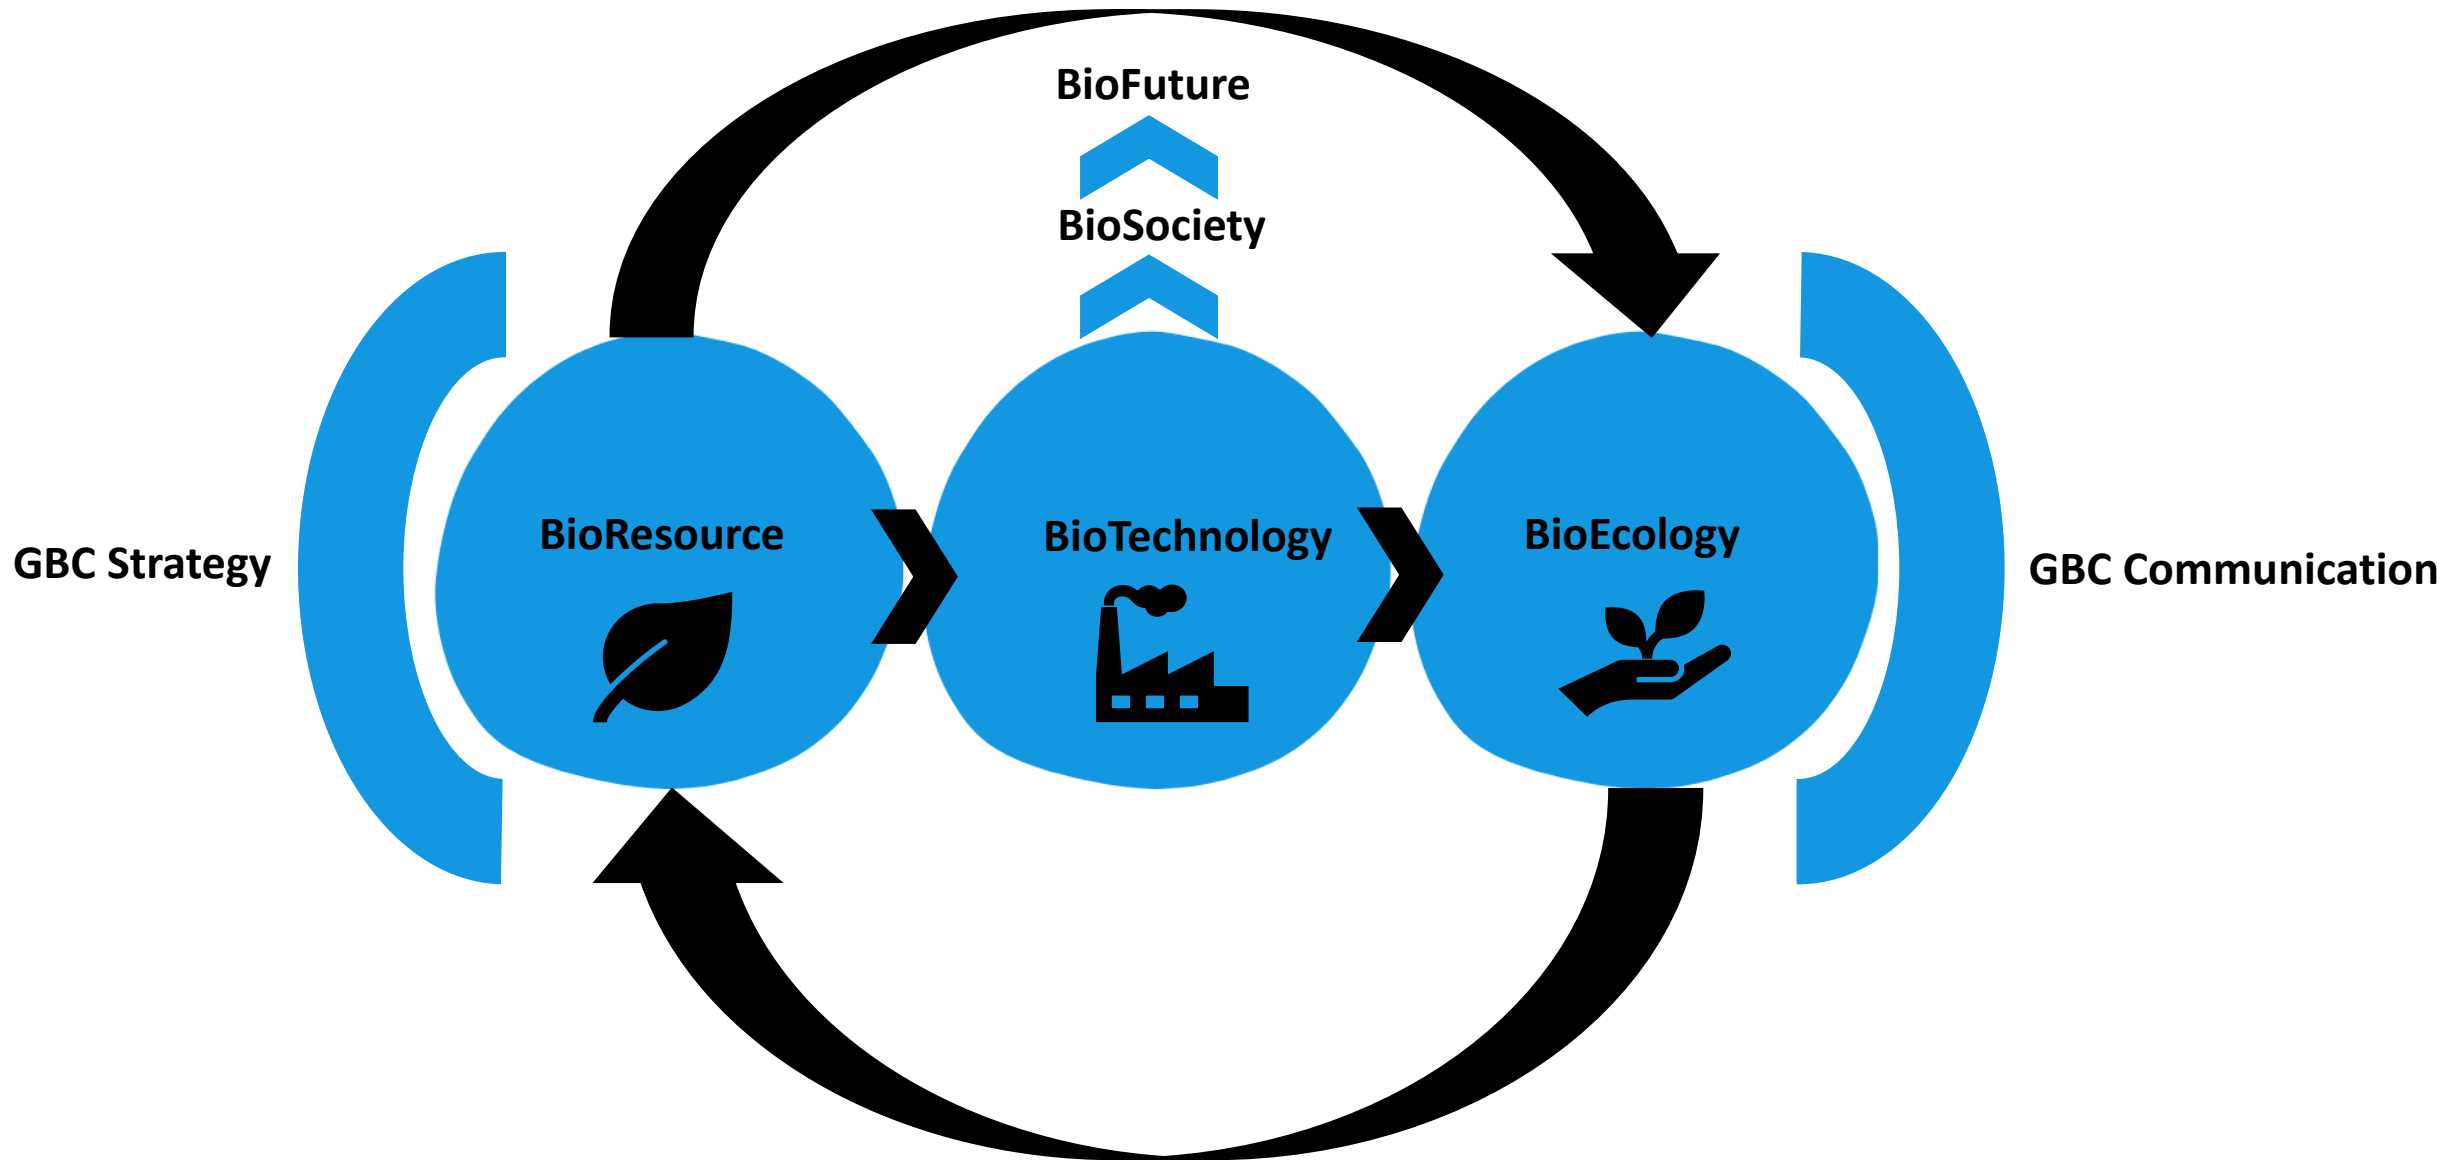 BioFuture
BioSociety
GBC Strategy
BioResource
BioTechnology
BioEcology
GBC Communication